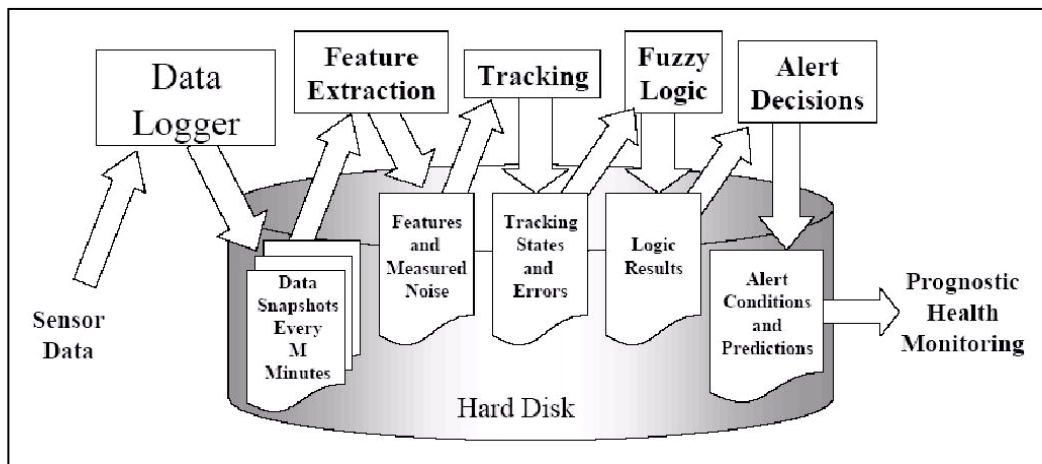 Data
Logger
Feature
Extraction
Tracking
Fuzzy
Logic
Alert
Decisions
Sensor
Data
Data
Snapshots
Every
M
Minutes
Features
and
Measured
Noise
Tracking
States
and
Errors
Logic
Results
Alert
Conditions
and
Predictions
Prognostic
Health
Monitoring
Hard Disk